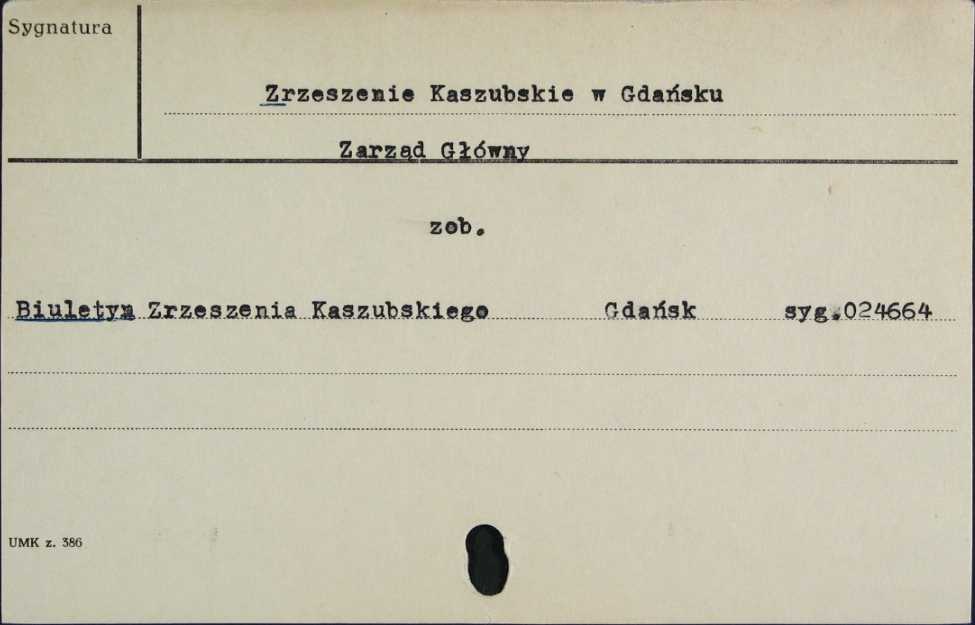 Sygnatura
Zrzeszenie Kaszubskie w Gdańsku
Zarząd Główny
zob.
Biuletyn Zrzeszenia Kaszubskiego Gdańsk syg.024664
UMK z. 386